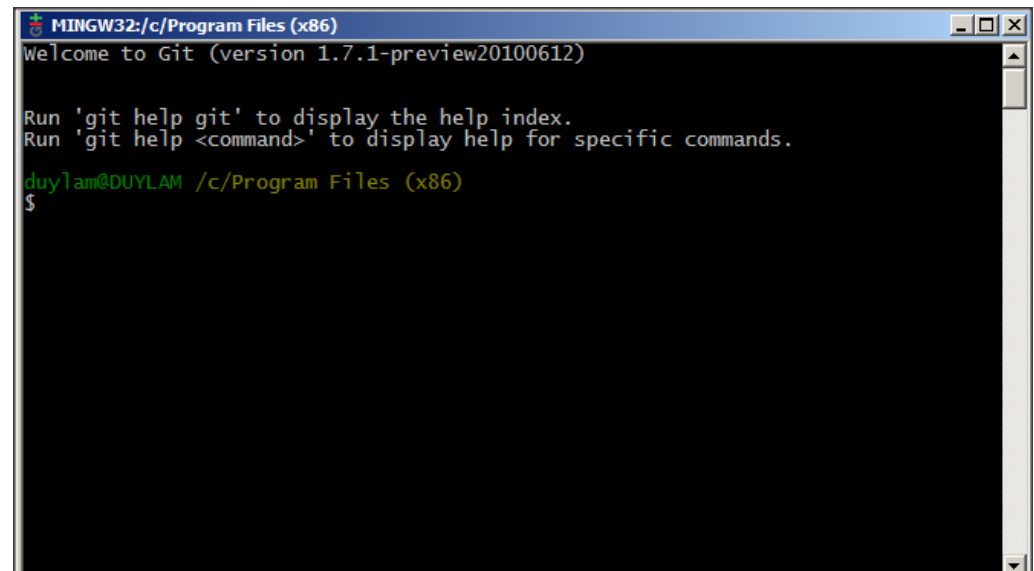 MINGW32:/c/Program Files (x86)
Welcome to Git (version 1.7.1-preview20100612)
Run 'git help git' to display the help index.
Run 'git help <command>' to display help for specific commands.
duylam@DUYLAM /c/Program Files (x86)
$